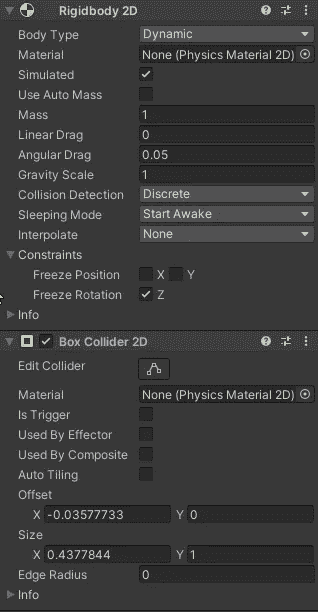 Rigidbody 2D
Body Type Dynamic
Material None (Physics Material 2D)
Simulated
Use Auto Mass
Mass 1
Linear Drag 0
Angular Drag 0.05
Gravity Scale 1
Collision Detection Discrete
Sleeping Mode Start Awake
Interpolate None
Constraints
Freeze Position X Y
Freeze Rotation Z
Info
Box Collider 2D
Edit Collider
Material None (Physics Material 2D)
Is Trigger
Used By Effector
Used By Composite
Auto Tiling
Offset
X -0.03577733 Y 0
Size
X 0.4377844 Y 1
Edge Radius 0
Info